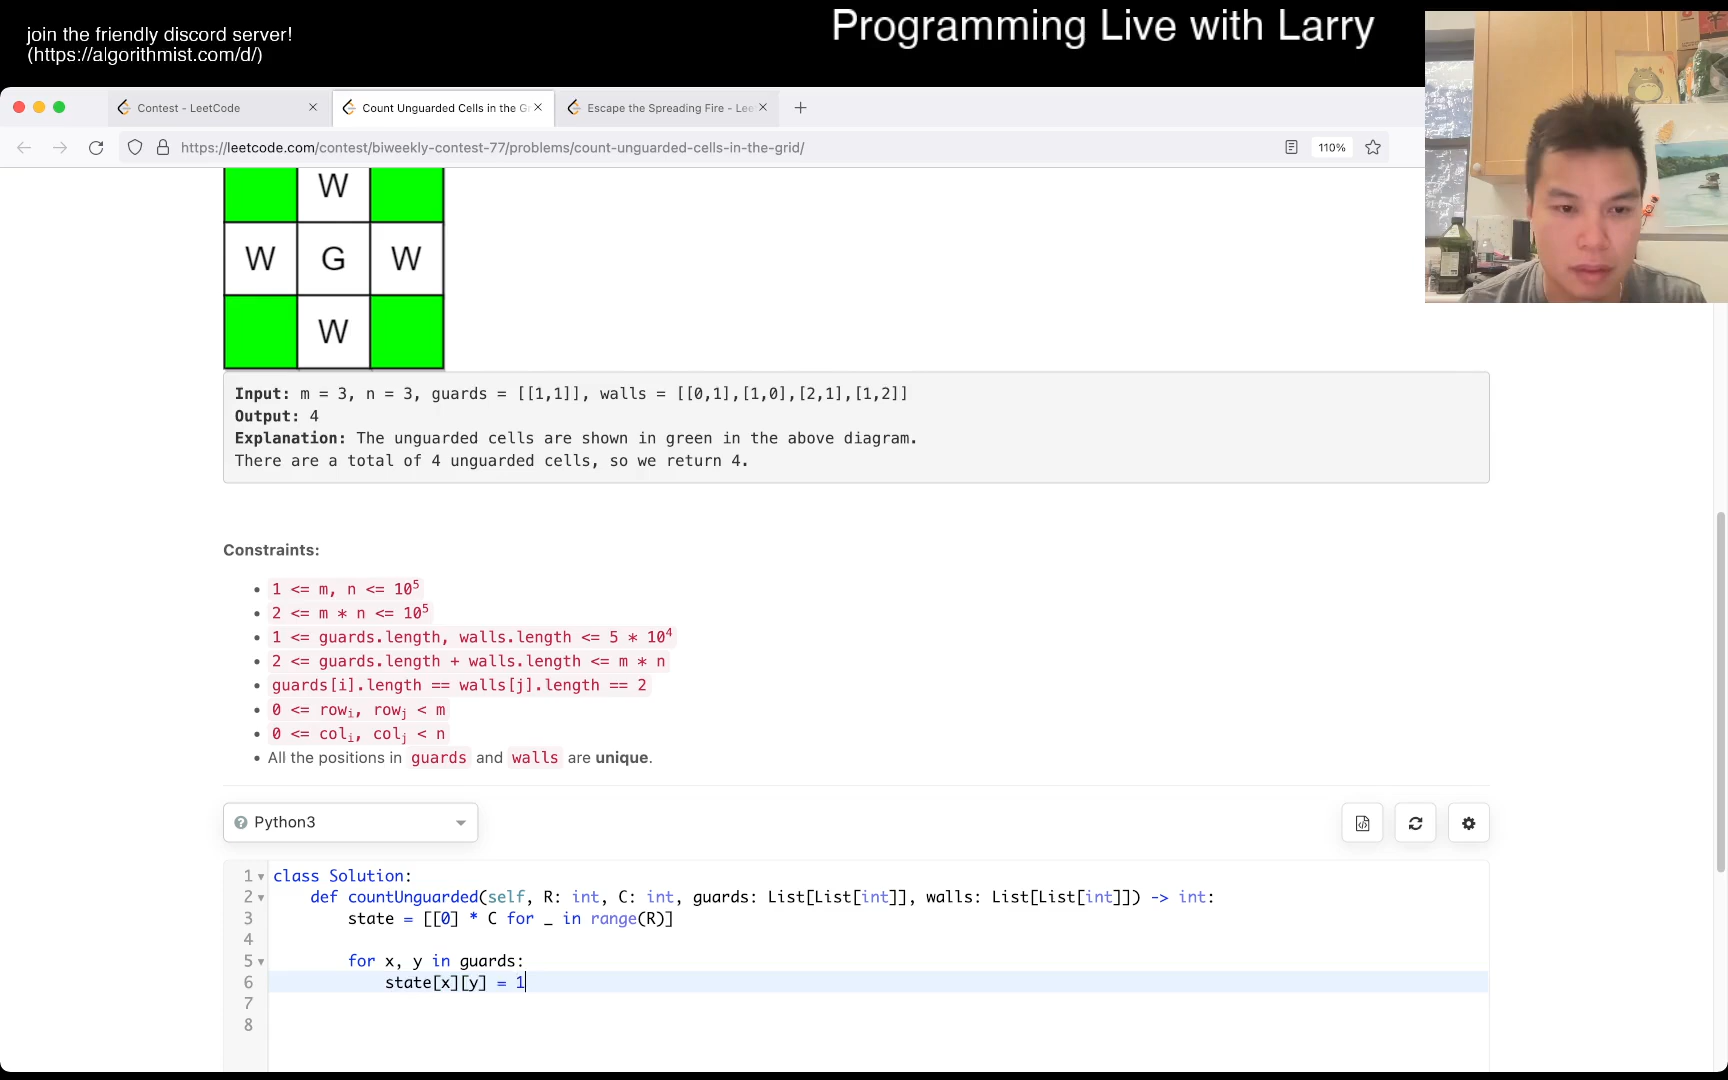 join the friendly discord server!
(https://algorithmist.com/d/)
Programming Live with Larry
Contest - LeetCode
Count Unguarded Cells in the G
Escape the Spreading Fire - Lee
https://leetcode.com/contest/biweekly-contest-77/problems/count-unguarded-cells-in-the-grid/
110%
W
W G W
W
Input: m = 3, n = 3, guards = [[1,1]], walls = [[0,1],[1,0],[2,1],[1,2]]
Output: 4
Explanation: The unguarded cells are shown in green in the above diagram.
There are a total of 4 unguarded cells, so we return 4.
Constraints:
• 1 <= m, n <= 10⁵
• 2 <= m * n <= 10⁵
• 1 <= guards.length, walls.length <= 5 * 10⁴
• 2 <= guards.length + walls.length <= m * n
• guards[i].length == walls[j].length == 2
• 0 <= rowᵢ, rowⱼ < m
• 0 <= colᵢ, colⱼ < n
• All the positions in guards and walls are unique.
Python3
1 class Solution:
2 def countUnguarded(self, R: int, C: int, guards: List[List[int]], walls: List[List[int]]) -> int:
3 state = [[0] * C for _ in range(R)]
4
5 for x, y in guards:
6 state[x][y] = 1
7
8